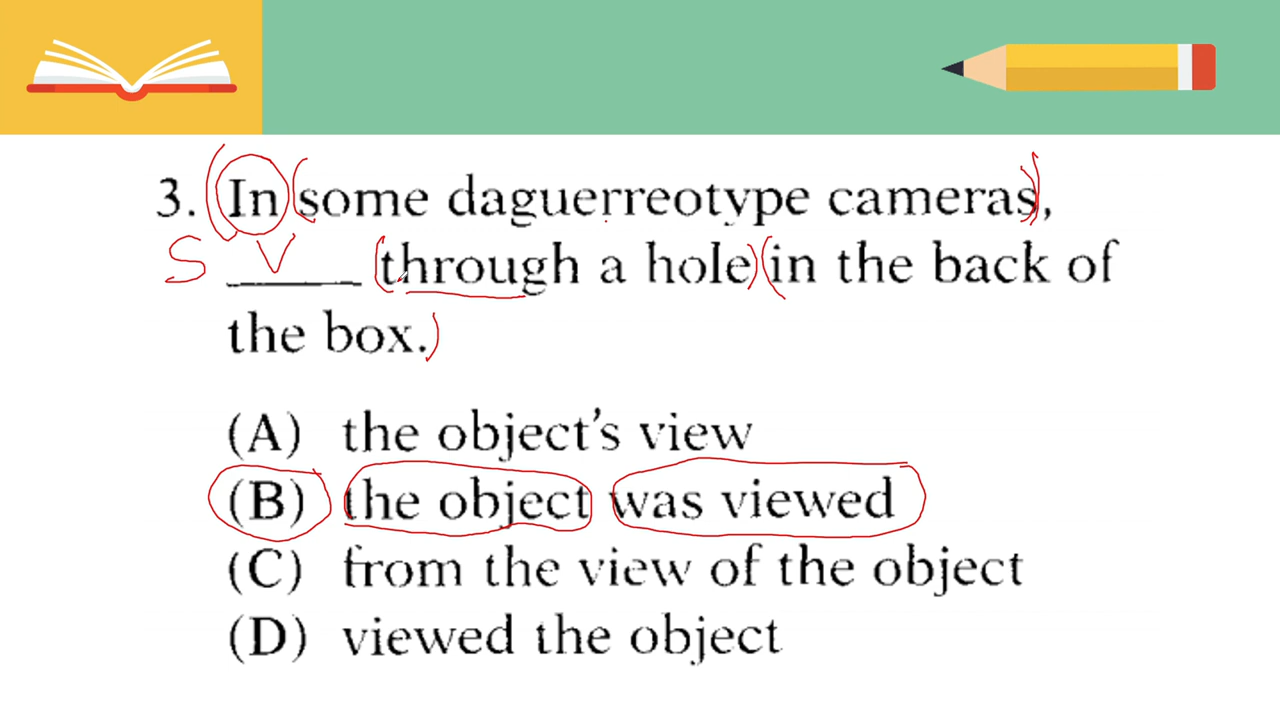 3. In some daguerreotype cameras,
S V ____ through a hole in the back of
the box.
(A) the object's view
(B) the object was viewed
(C) from the view of the object
(D) viewed the object